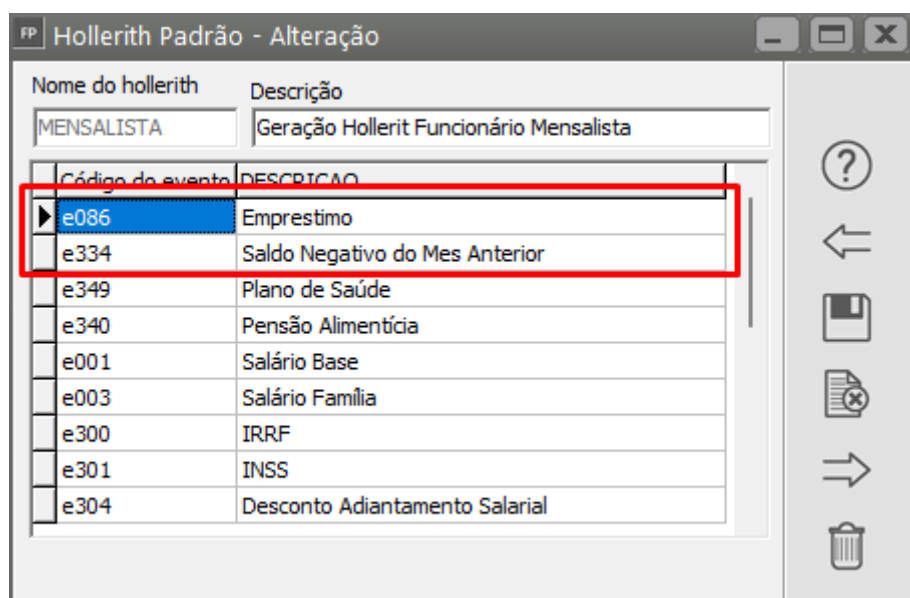 FP Hollerith Padrão - Alteração
Nome do hollerith Descrição
MENSALISTA Geração Hollerit Funcionário Mensalista
Código do evento DESCRICAO
e086 Emprestimo
e334 Saldo Negativo do Mes Anterior
e349 Plano de Saúde
e340 Pensão Alimentícia
e001 Salário Base
e003 Salário Família
e300 IRRF
e301 INSS
e304 Desconto Adiantamento Salarial